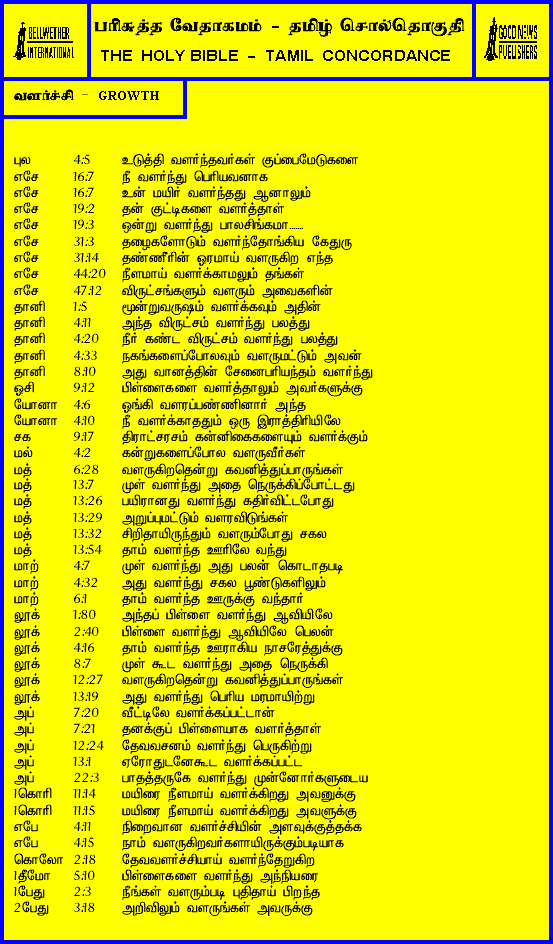 BELLWETHER
INTERNATIONAL
பரிசுத்த வேதாகமம் - தமிழ் சொல்தொகுதி
THE HOLY BIBLE - TAMIL CONCORDANCE
GOOD NEWS
PUBLISHERS
வளர்ச்சி - GROWTH
புல 4:5 உடுத்தி வளர்ந்தவர்கள் குப்பைமேடுகளை
எசே 16:7 நீ வளர்ந்து பெரியவளாக
எசே 16:7 உன் மயிர் வளர்ந்தது ஆனாலும்
எசே 19:2 தன் குட்டிகளை வளர்த்தாள்
எசே 19:3 ஒன்று வளர்ந்து பாலசிங்கமா......
எசே 31:3 தழைகளோடும் வளர்ந்தோங்கிய கேதுரு
எசே 31:14 தண்ணீரின் ஓரமாய் வளருகிற எந்த
எசே 44:20 நீளமாய் வளர்க்காமலும் தங்கள்
எசே 47:12 விருட்சங்களும் வளரும் அவைகளின்
தானி 1:5 மூன்றுவருஷம் வளர்க்கவும் அதின்
தானி 4:11 அந்த விருட்சம் வளர்ந்து பலத்து
தானி 4:20 நீர் கண்ட விருட்சம் வளர்ந்து பலத்து
தானி 4:33 நகங்களைப்போலவும் வளருமட்டும் அவன்
தானி 8:10 அது வானத்தின் சேனைபரியந்தம் வளர்ந்து
ஓசி 9:12 பிள்ளைகளை வளர்த்தாலும் அவர்களுக்கு
யோனா 4:6 ஓங்கி வளரப்பண்ணினார் அந்த
யோனா 4:10 நீ வளர்க்காததும் ஒரு இராத்திரியிலே
சக 9:17 திராட்சரசம் கன்னிகைகளையும் வளர்க்கும்
மல் 4:2 கன்றுகளைப்போல வளருவீர்கள்
மத் 6:28 வளருகிறதென்று கவனித்துப்பாருங்கள்
மத் 13:7 முள் வளர்ந்து அதை நெருக்கிப்போட்டது
மத் 13:26 பயிரானது வளர்ந்து கதிர்விட்டபோது
மத் 13:29 அறுப்புமட்டும் வளரவிடுங்கள்
மத் 13:32 சிறிதாயிருந்தும் வளரும்போது சகல
மத் 13:54 தாம் வளர்ந்த ஊரிலே வந்து
மாற் 4:7 முள் வளர்ந்து அது பலன் கொடாதபடி
மாற் 4:32 அது வளர்ந்து சகல பூண்டுகளிலும்
மாற் 6:1 தாம் வளர்ந்த ஊருக்கு வந்தார்
லூக் 1:80 அந்தப் பிள்ளை வளர்ந்து ஆவியிலே
லூக் 2:40 பிள்ளை வளர்ந்து ஆவியிலே பெலன்
லூக் 4:16 தாம் வளர்ந்த ஊராகிய நாசரேத்துக்கு
லூக் 8:7 முள் கூட வளர்ந்து அதை நெருக்கி
லூக் 12:27 வளருகிறதென்று கவனித்துப்பாருங்கள்
லூக் 13:19 அது வளர்ந்து பெரிய மரமாயிற்று
அப் 7:20 வீட்டிலே வளர்க்கப்பட்டான்
அப் 7:21 தனக்குப் பிள்ளையாக வளர்த்தாள்
அப் 12:24 தேவவசனம் வளர்ந்து பெருகிற்று
அப் 13:1 ஏரோதுடனேகூட வளர்க்கப்பட்ட
அப் 22:3 பாதத்தருகே வளர்ந்து முன்னோர்களுடைய
1கொரி 11:14 மயிரை நீளமாய் வளர்க்கிறது அவனுக்கு
1கொரி 11:15 மயிரை நீளமாய் வளர்க்கிறது அவளுக்கு
எபே 4:11 நிறைவான வளர்ச்சியின் அளவுக்குத்தக்க
எபே 4:15 நாம் வளருகிறவர்களாயிருக்கும்படியாக
கொலோ 2:18 தேவவளர்ச்சியாய் வளர்ந்தேறுகிற
1தீமோ 5:10 பிள்ளைகளை வளர்ந்து அந்நியரை
1பேது 2:3 நீங்கள் வளரும்படி புதிதாய் பிறந்த
2பேது 3:18 அறிவிலும் வளருங்கள் அவருக்கு